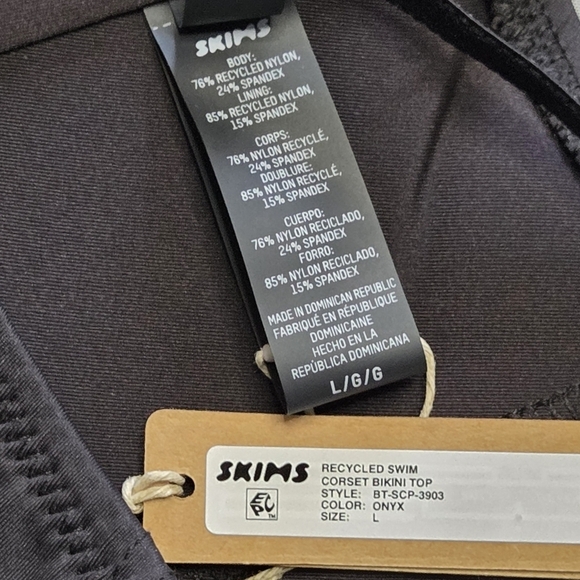 SKIMS
BODY:
76% RECYCLED NYLON,
24% SPANDEX
LINING:
85% RECYCLED NYLON,
15% SPANDEX
CORPS:
76% NYLON RECYCLÉ,
24% SPANDEX
DOUBLURE:
85% NYLON RECYCLÉ,
15% SPANDEX
CUERPO:
76% NYLON RECICLADO,
24% SPANDEX
FORRO:
85% NYLON RECICLADO,
15% SPANDEX
MADE IN DOMINICAN REPUBLIC
FABRIQUÉ EN RÉPUBLIQUE
DOMINICAINE
HECHO EN LA
REPÚBLICA DOMINICANA
L/G/G
SKIMS
RECYCLED SWIM
CORSET BIKINI TOP
STYLE: BT-SCP-3903
COLOR: ONYX
SIZE: L